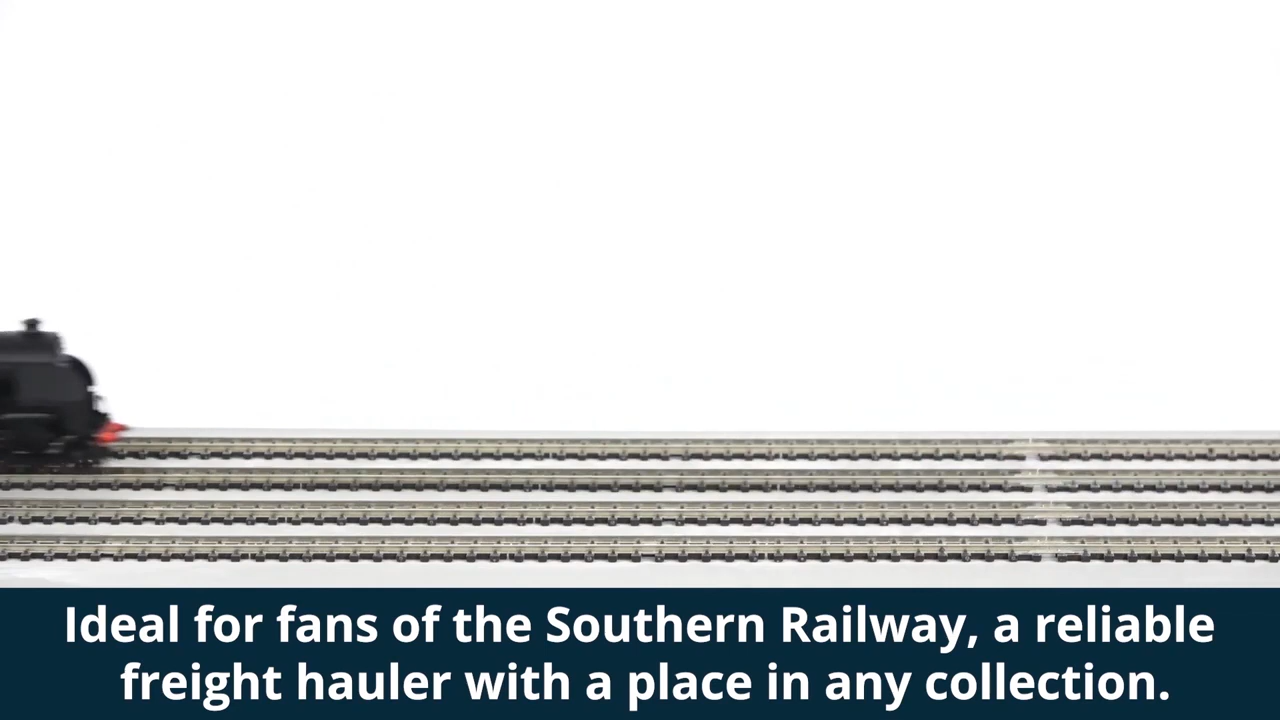 Ideal for fans of the Southern Railway, a reliable
freight hauler with a place in any collection.